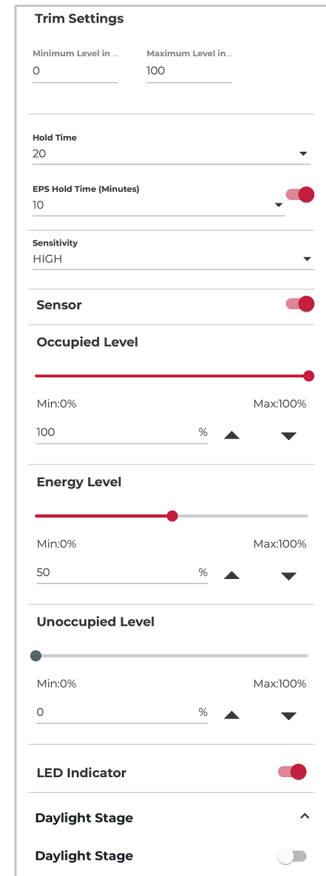 Trim Settings
Minimum Level in ... Maximum Level in...
0 100
Hold Time
20
EPS Hold Time (Minutes)
10
Sensitivity
HIGH
Sensor
Occupied Level
Min:0% Max:100%
100 %
Energy Level
Min:0% Max:100%
50 %
Unoccupied Level
Min:0% Max:100%
0 %
LED Indicator
Daylight Stage
Daylight Stage